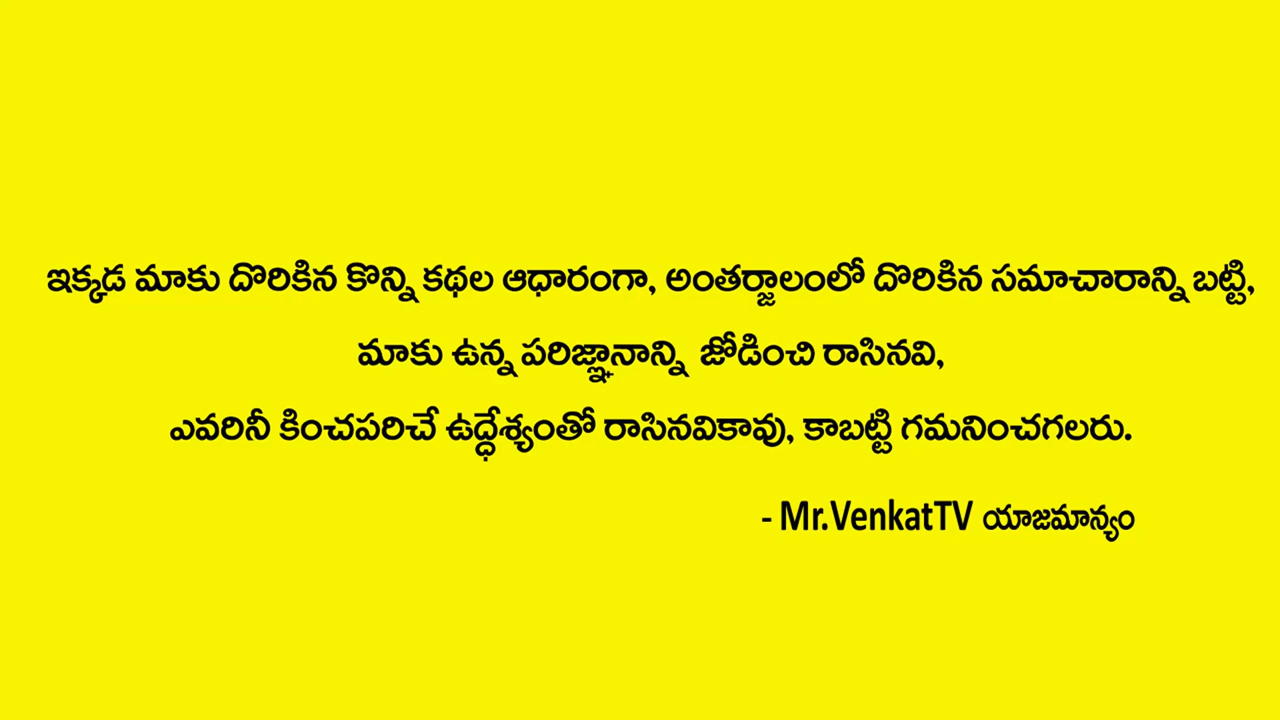 ఇక్కడ మాకు దొరికిన కొన్ని కథల ఆధారంగా, అంతర్జాలంలో దొరికిన సమాచారాన్ని బట్టి,
మాకు ఉన్న పరిజ్ఞానాన్ని జోడించి రాసినవి,
ఎవరినీ కించపరిచే ఉద్ధేశ్యంతో రాసినవికావు, కాబట్టి గమనించగలరు.
- Mr.VenkatTV యాజమాన్యం